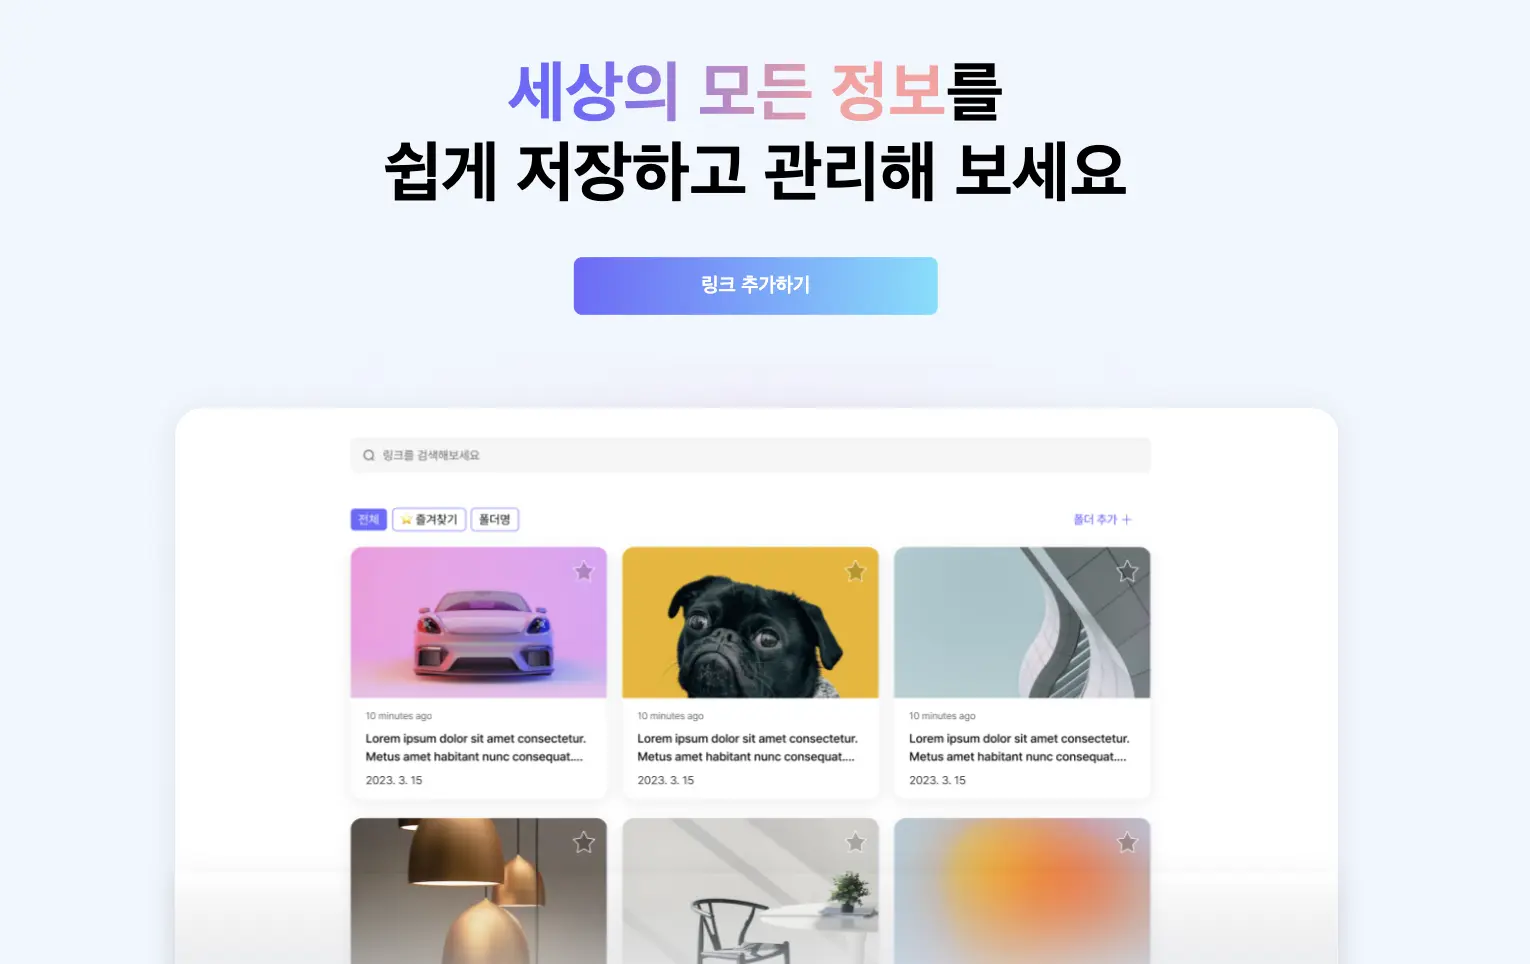 세상의 모든 정보를
쉽게 저장하고 관리해 보세요
링크 추가하기
링크를 검색해보세요
전체
⭐ 즐겨찾기
폴더명
폴더 추가 +
10 minutes ago
Lorem ipsum dolor sit amet consectetur.
Metus amet habitant nunc consequat....
2023. 3. 15
10 minutes ago
Lorem ipsum dolor sit amet consectetur.
Metus amet habitant nunc consequat....
2023. 3. 15
10 minutes ago
Lorem ipsum dolor sit amet consectetur.
Metus amet habitant nunc consequat....
2023. 3. 15